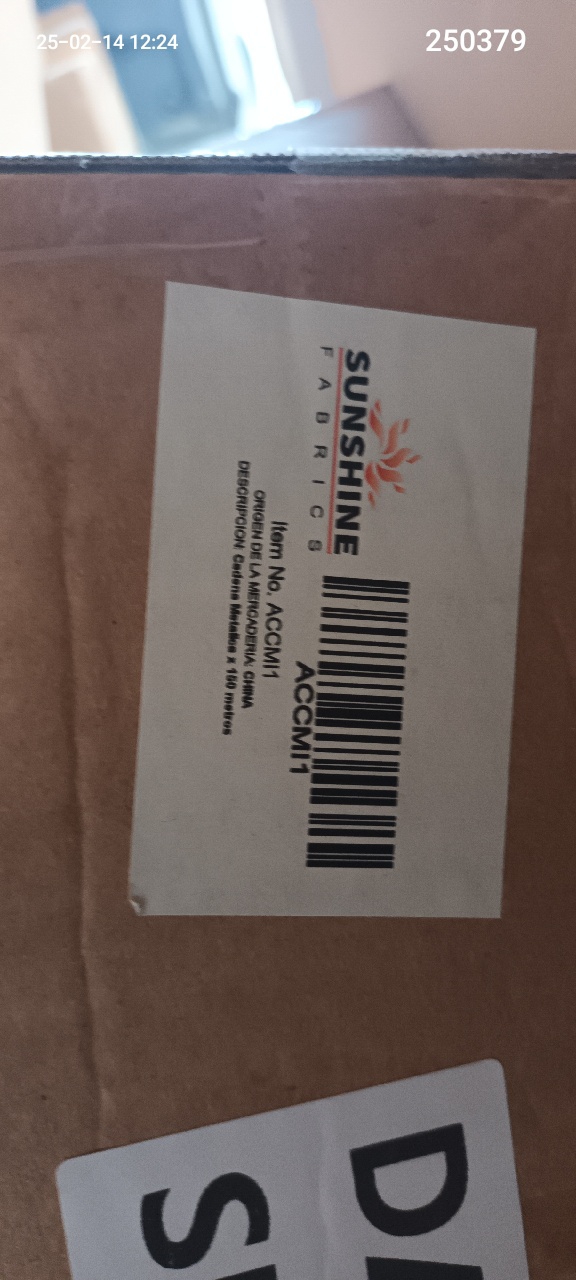 25-02-14 12:24
250379
SUNSHINE
FABRICS
ACCMI1
Item No. ACCMI1
ORIGEN DE LA MERCADERIA: CHINA
DESCRIPCION: Cadena Metalica x 150 metros
D
S